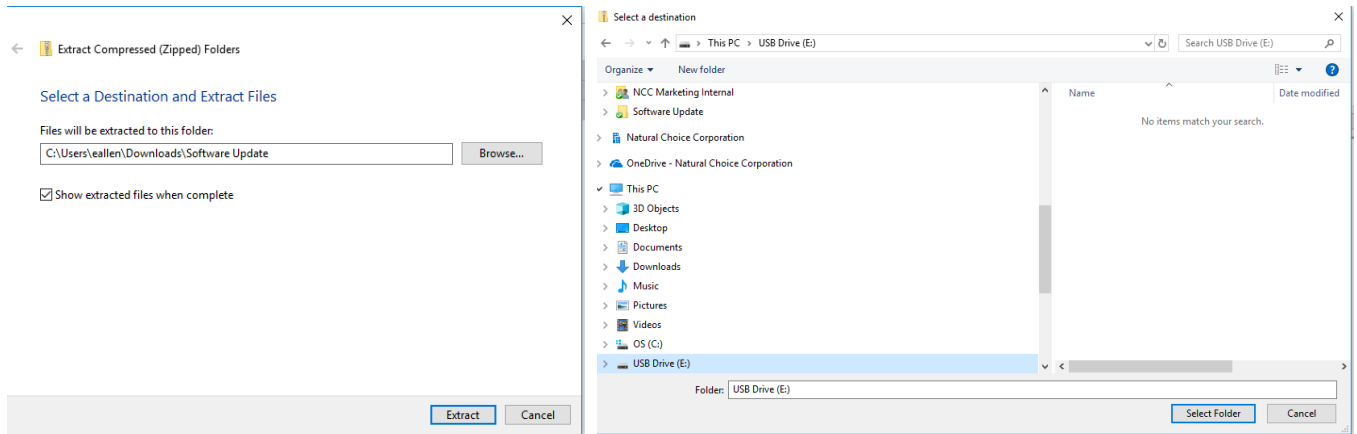 Extract Compressed (Zipped) Folders
Select a Destination and Extract Files
Files will be extracted to this folder:
C:\Users\eallen\Downloads\Software Update
Browse...
Show extracted files when complete
Extract
Cancel
Select a destination
This PC > USB Drive (E:)
Search USB Drive (E:)
Organize
New folder
NCC Marketing Internal
Software Update
Natural Choice Corporation
OneDrive - Natural Choice Corporation
This PC
3D Objects
Desktop
Documents
Downloads
Music
Pictures
Videos
OS (C:)
USB Drive (E:)
Name
Date modified
No items match your search.
Folder:
USB Drive (E:)
Select Folder
Cancel